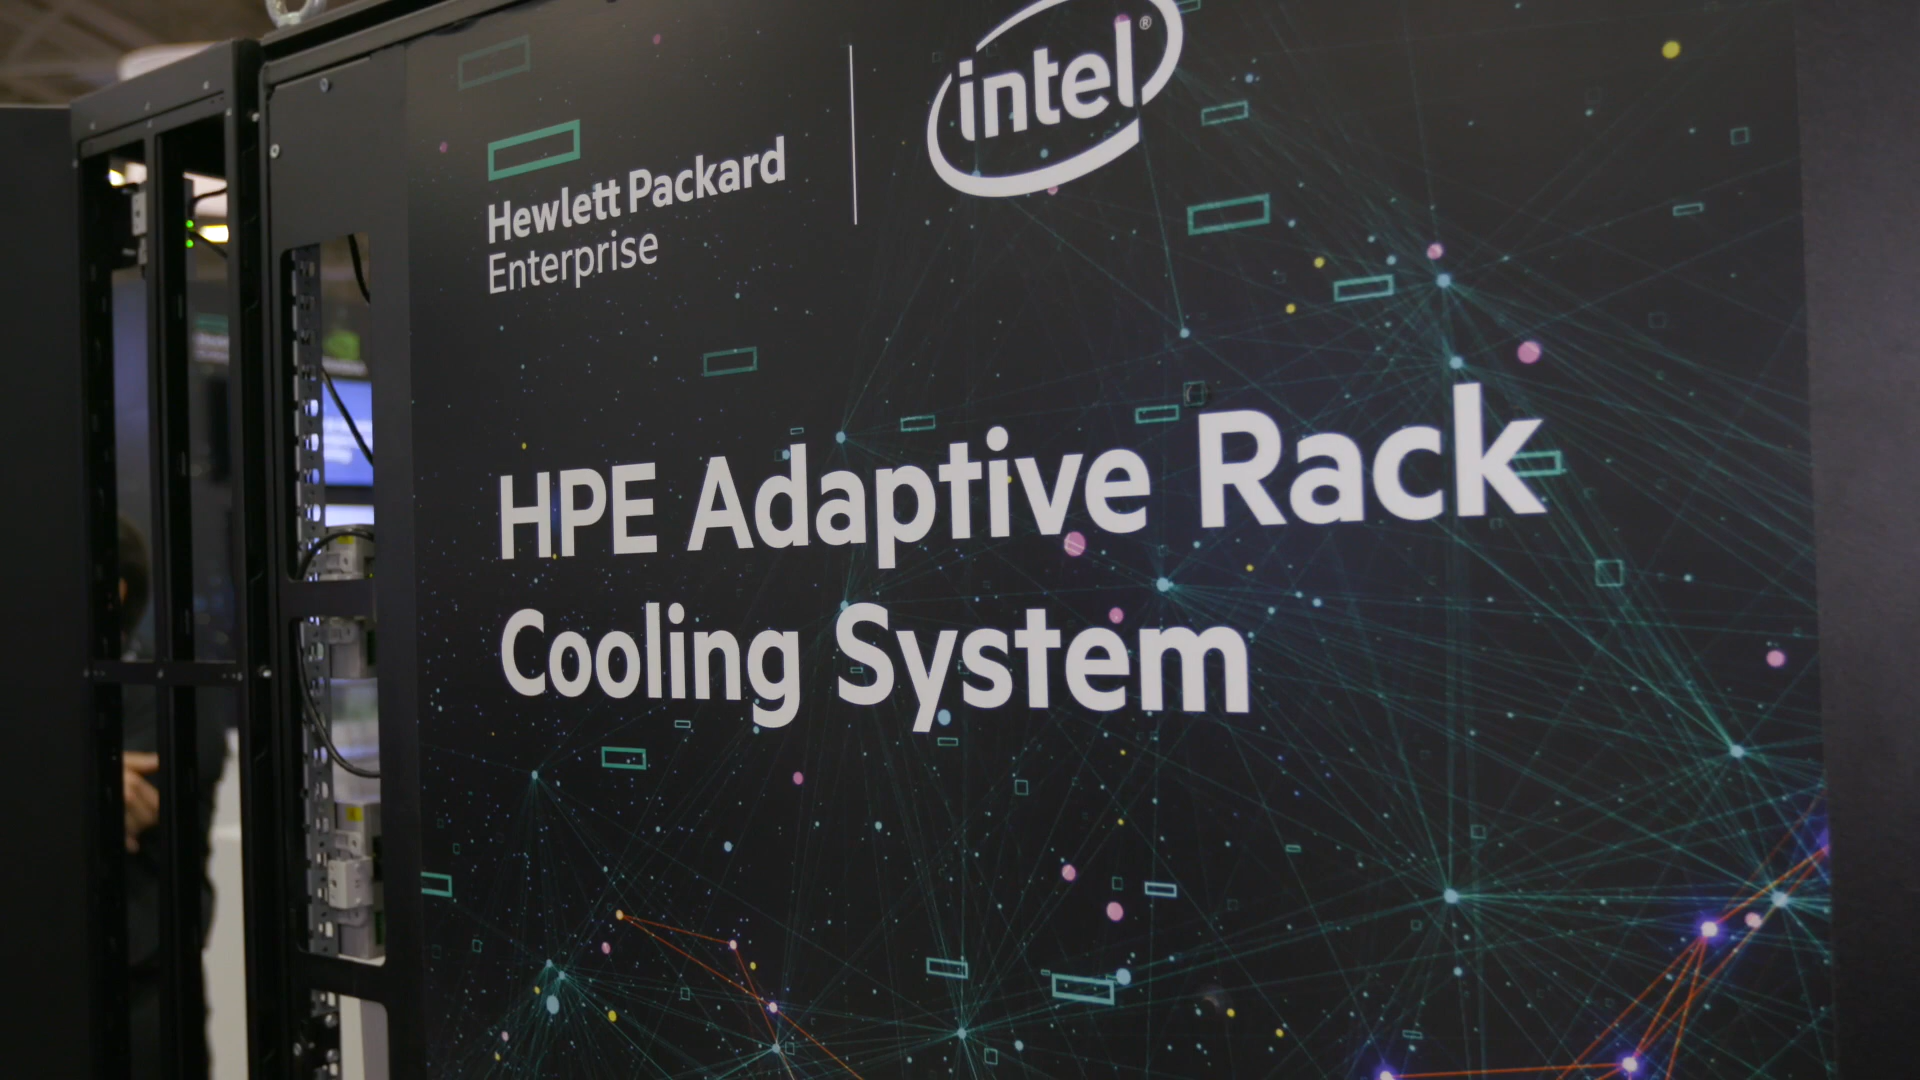 Hewlett Packard
Enterprise
intel®
HPE Adaptive Rack
Cooling System